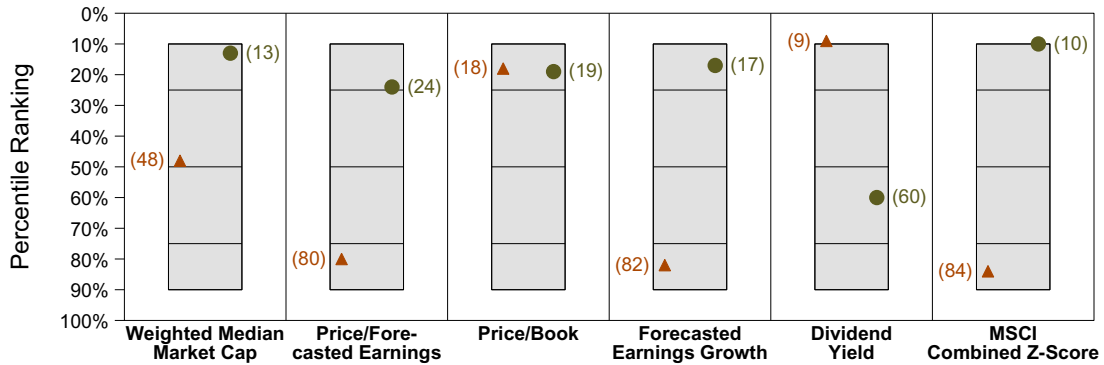 Percentile Ranking
0%
10%
20%
30%
40%
50%
60%
70%
80%
90%
100%
(48)
(13)
(80)
(24)
(18)
(19)
(82)
(17)
(9)
(60)
(84)
(10)
Weighted Median
Market Cap
Price/Fore-
casted Earnings
Price/Book
Forecasted
Earnings Growth
Dividend
Yield
MSCI
Combined Z-Score